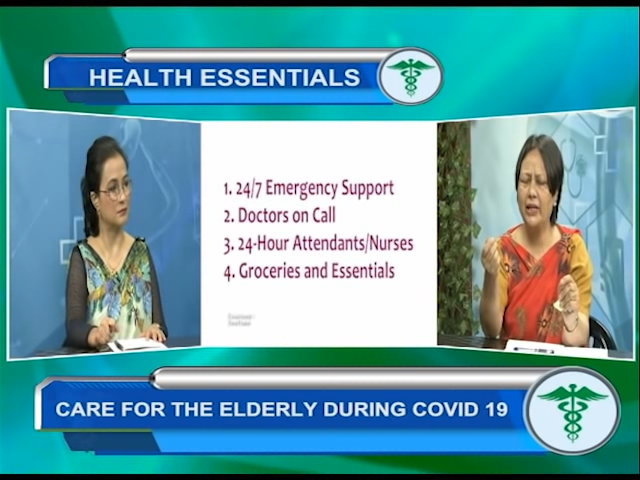 HEALTH ESSENTIALS
1. 24/7 Emergency Support
2. Doctors on Call
3. 24-Hour Attendants/Nurses
4. Groceries and Essentials
CARE FOR THE ELDERLY DURING COVID 19